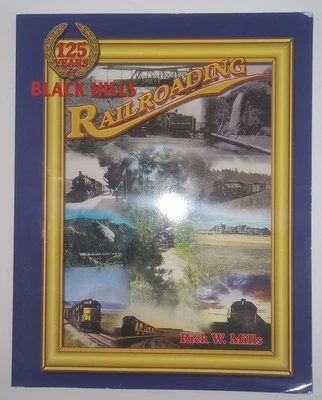 125
YEARS
of
BLACK HILLS
RAILROADING
Rick W. Mills